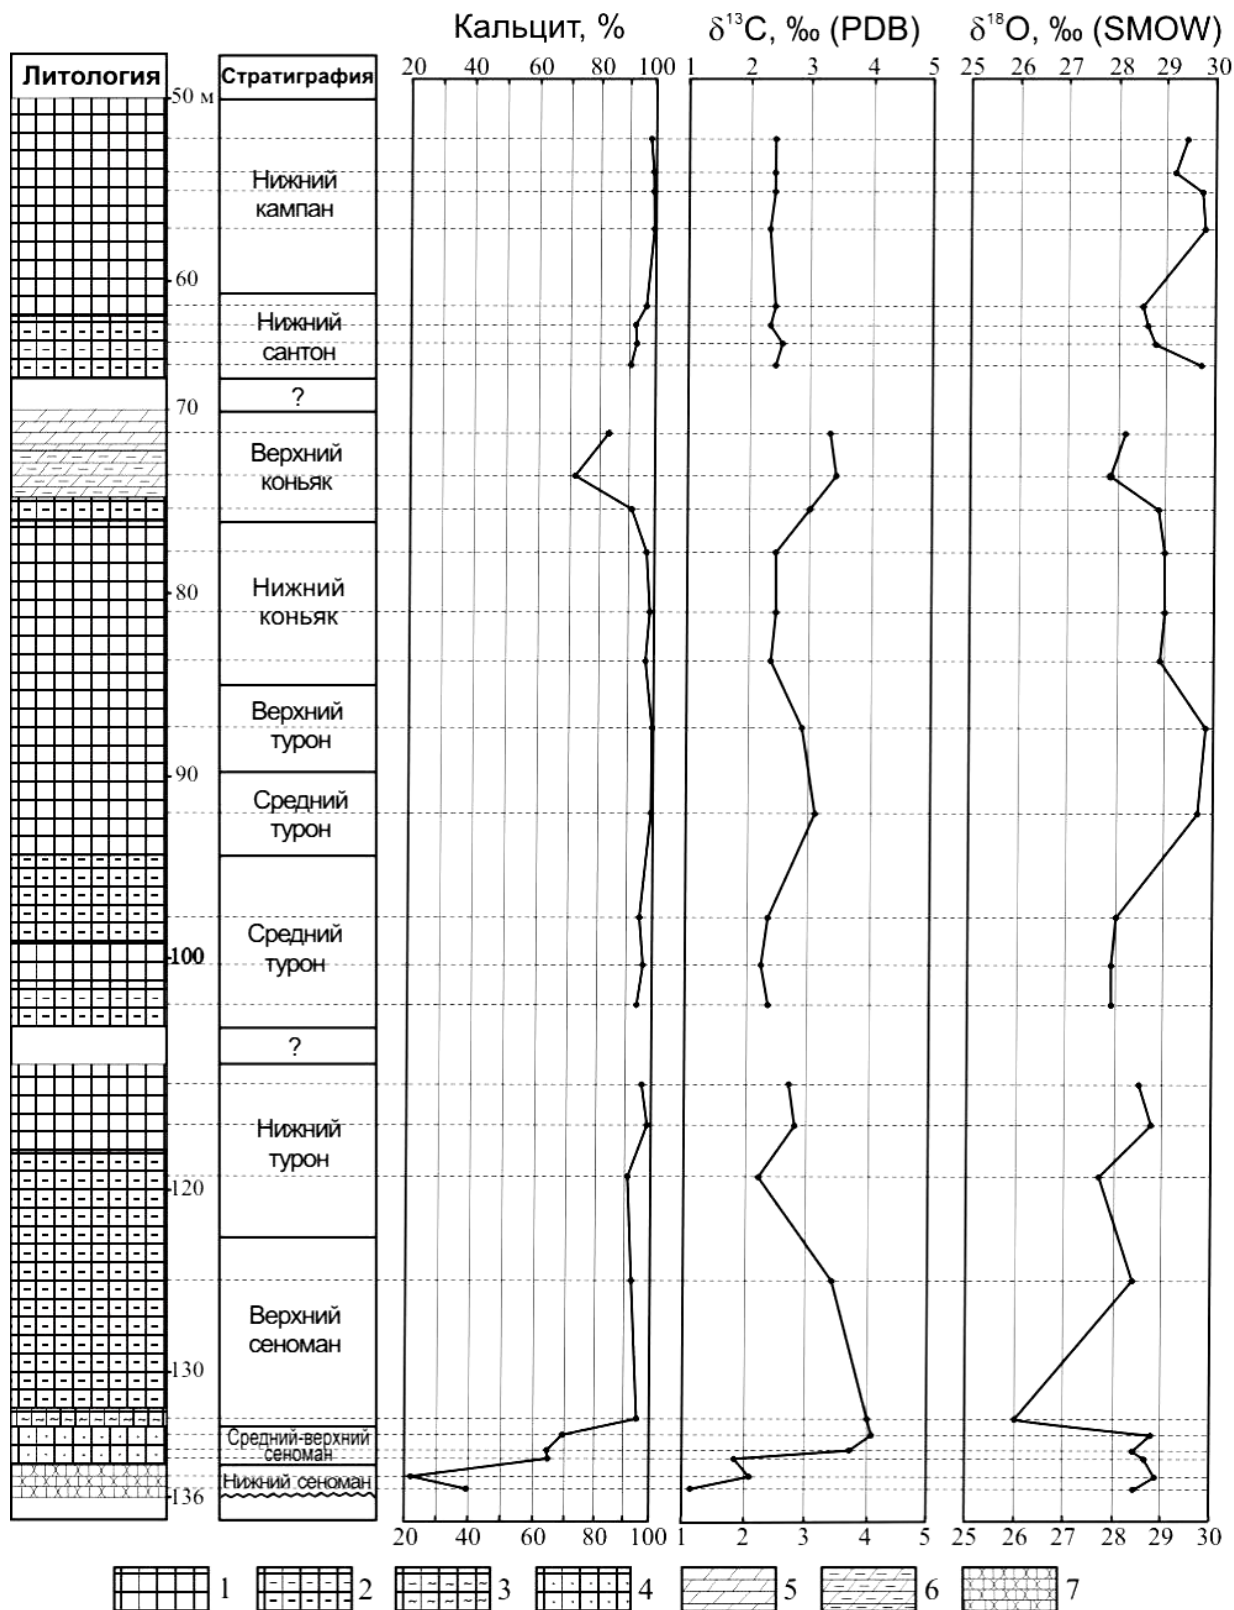 Кальцит, %
δ¹³C, ‰ (PDB)
δ¹⁸O, ‰ (SMOW)
Литология
Стратиграфия
20 40 60 80 100
1 2 3 4 5
25 26 27 28 29 30
50 м
Нижний
кампан
60
Нижний
сантон
?
70
Верхний
коньяк
Нижний
коньяк
80
Верхний
турон
90
Средний
турон
Средний
турон
100
?
Нижний
турон
120
Верхний
сеноман
130
Средний-верхний
сеноман
Нижний сеноман
136
20 40 60 80 100
1 2 3 4 5
25 26 27 28 29 30
1 2 3 4 5 6 7